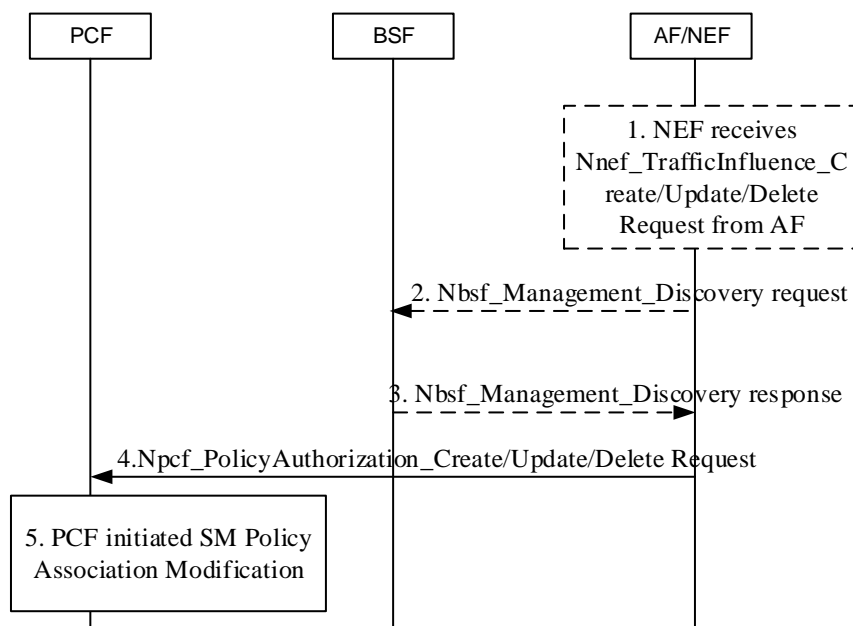 PCF
BSF
AF/NEF
1. NEF receives
Nnef_TrafficInfluence_C
reate/Update/Delete
Request from AF
2. Nbsf_Management_Discovery request
3. Nbsf_Management_Discovery response
4.Npcf_PolicyAuthorization_Create/Update/Delete Request
5. PCF initiated SM Policy
Association Modification